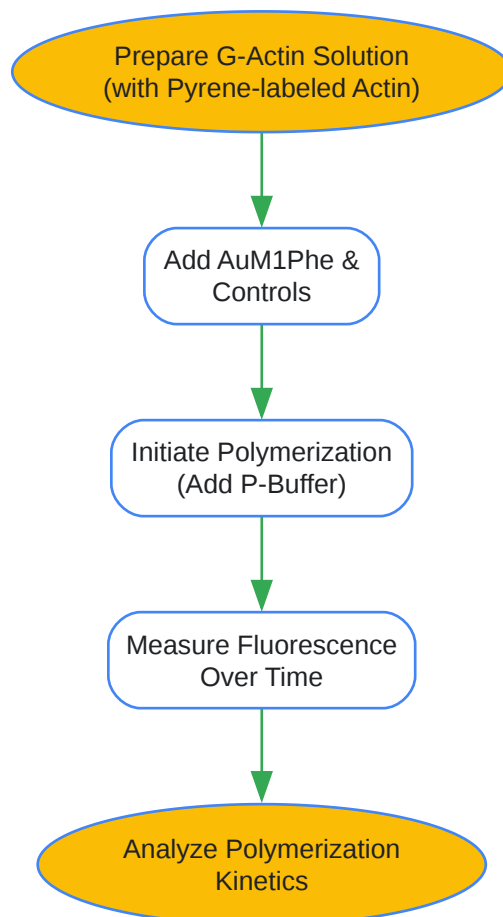 Prepare G-Actin Solution
(with Pyrene-labeled Actin)
Add AuM1Phe &
Controls
Initiate Polymerization
(Add P-Buffer)
Measure Fluorescence
Over Time
Analyze Polymerization
Kinetics